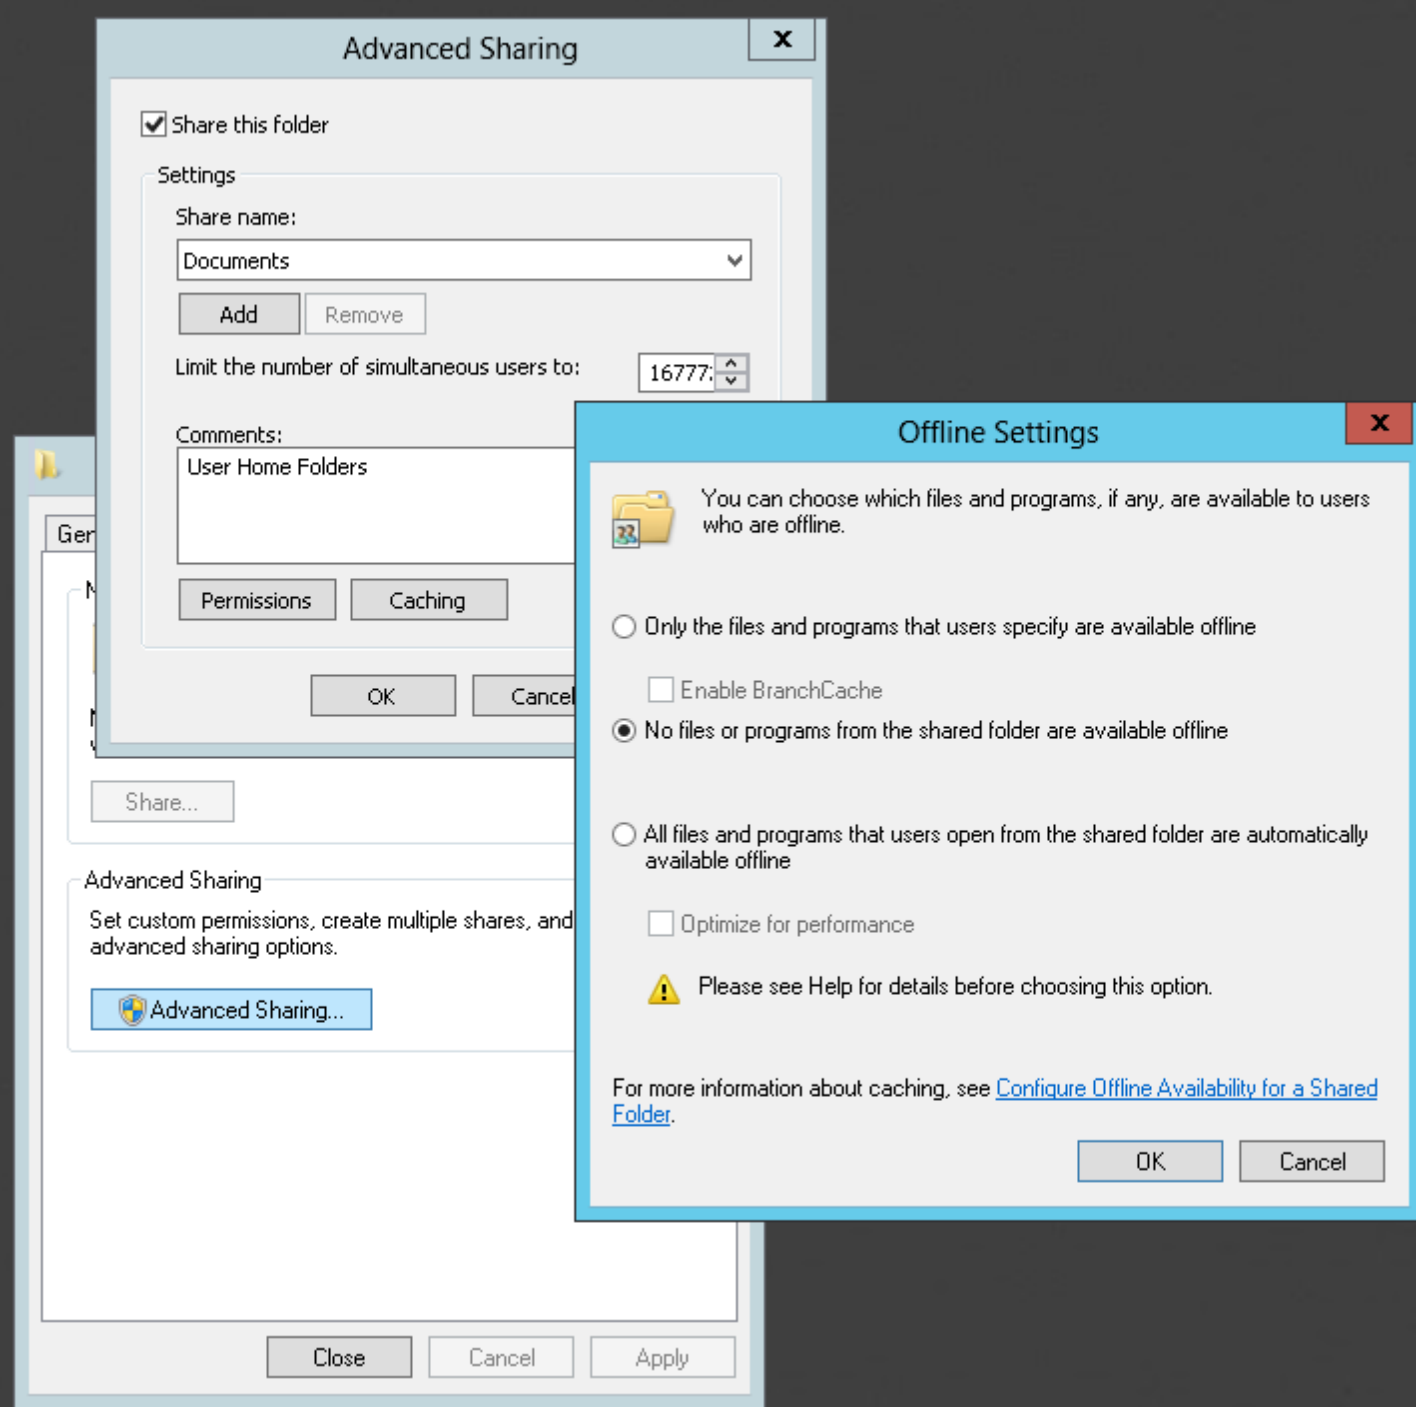 Advanced Sharing
Share this folder
Settings
Share name:
Documents
Add
Remove
Limit the number of simultaneous users to:
Comments:
User Home Folders
Permissions
Caching
OK
Share...
Advanced Sharing
Set custom permissions, create multiple shares, and
advanced sharing options.
Advanced Sharing...
Close
Cancel
Apply
Offline Settings
You can choose which files and programs, if any, are available to users
who are offline.
Only the files and programs that users specify are available offline
Enable BranchCache
No files or programs from the shared folder are available offline
All files and programs that users open from the shared folder are automatically
available offline
Optimize for performance
Please see Help for details before choosing this option.
For more information about caching, see Configure Offline Availability for a Shared
Folder.
OK
Cancel